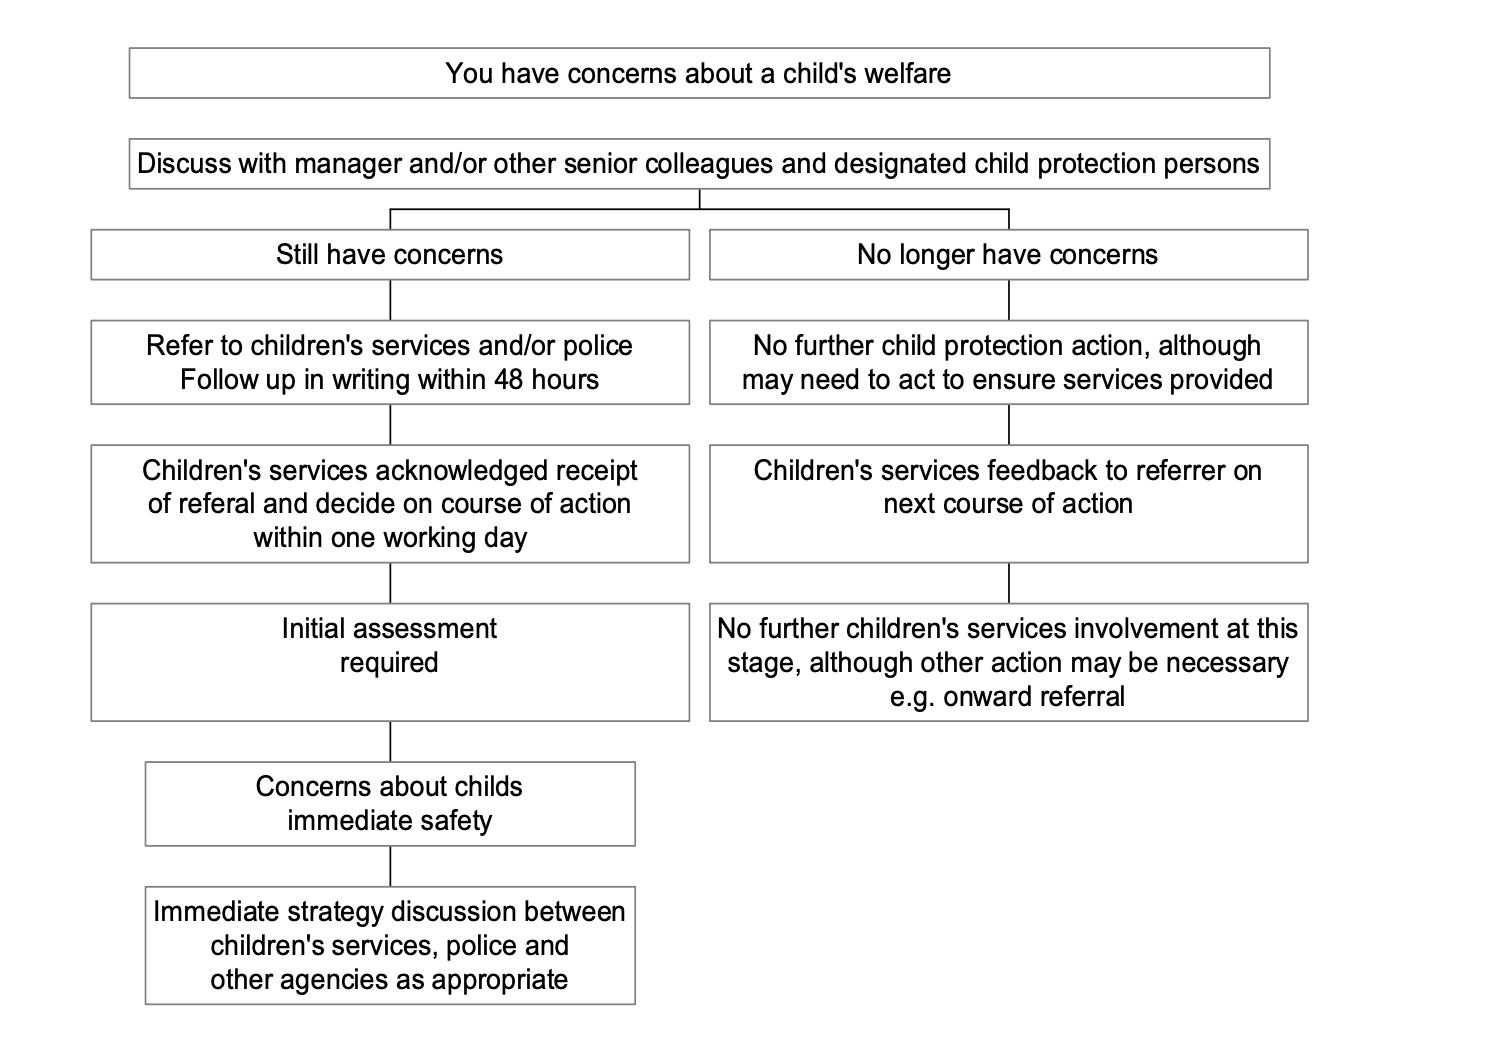 You have concerns about a child's welfare
Discuss with manager and/or other senior colleagues and designated child protection persons
Still have concerns
No longer have concerns
Refer to children's services and/or police
Follow up in writing within 48 hours
No further child protection action, although
may need to act to ensure services provided
Children's services acknowledged receipt
of referal and decide on course of action
within one working day
Children's services feedback to referrer on
next course of action
Initial assessment
required
No further children's services involvement at this
stage, although other action may be necessary
e.g. onward referral
Concerns about childs
immediate safety
Immediate strategy discussion between
children's services, police and
other agencies as appropriate